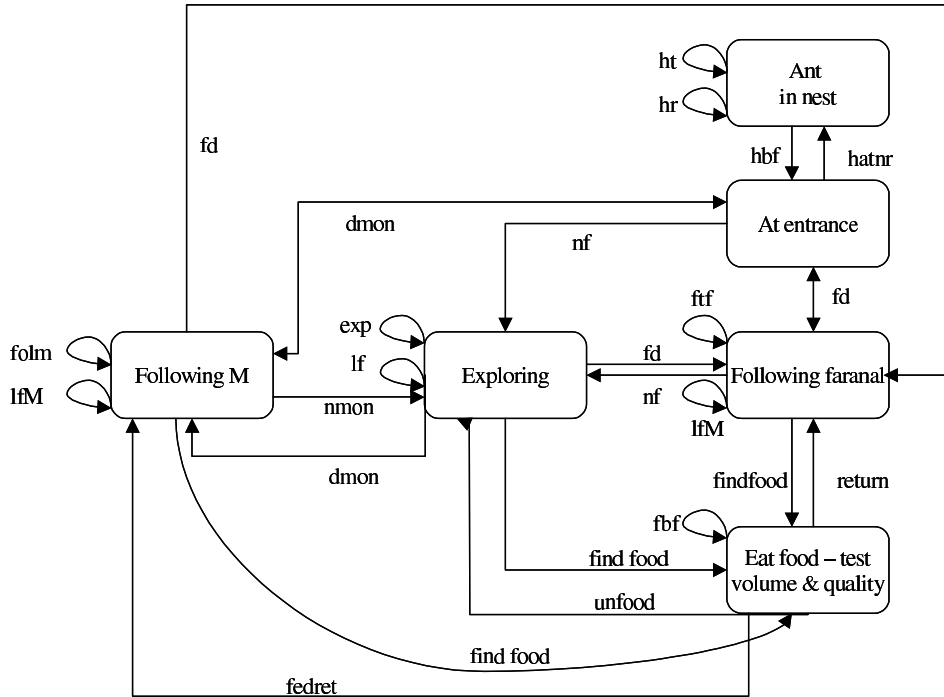 ht
Ant
in nest
hr
fd
hbf
hatnr
dmon
At entrance
nf
ftf
fd
exp
folm
lf
fd
Following M
Exploring
Following faranal
lfM
nmon
nf
lfM
dmon
findfood
return
fbf
find food
Eat food – test
volume & quality
unfood
find food
fedret